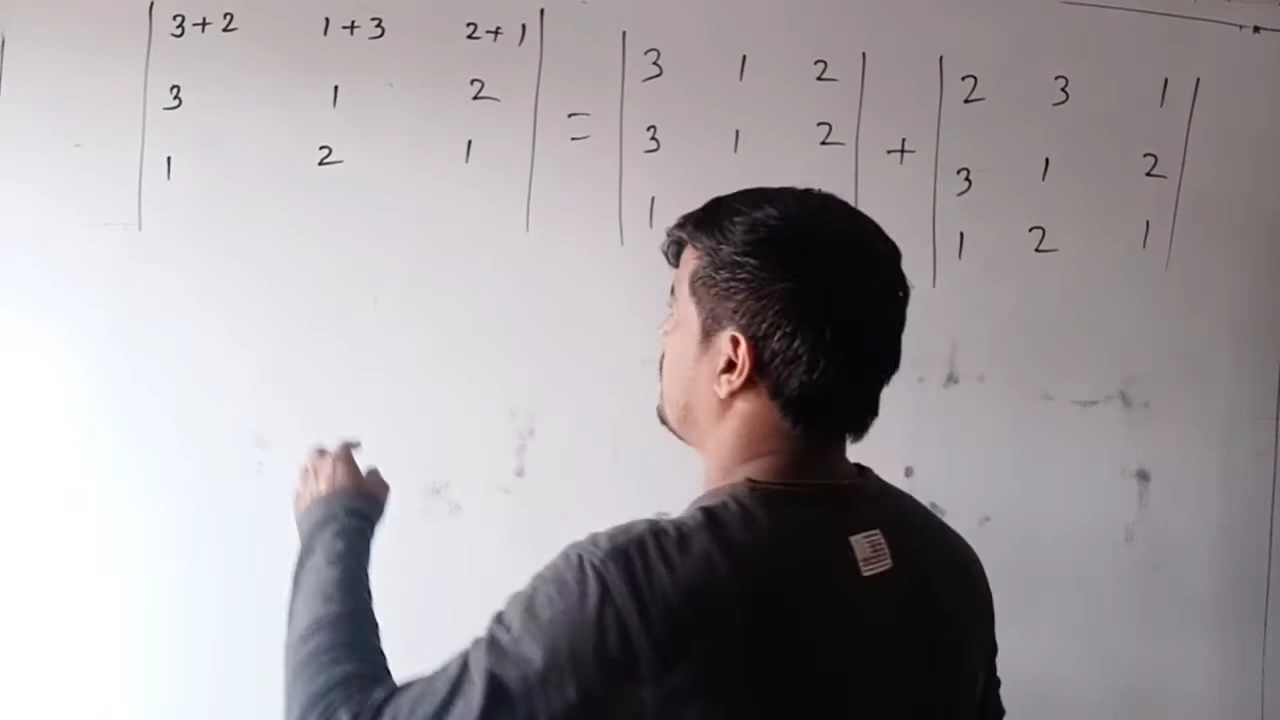 | 3+2 1+3 2+1 | = | 3 1 2 | + | 2 3 1 |
| 3 1 2 | | 3 1 2 | | 3 1 2 |
| 1 2 1 | | 1 | | 1 2 1 |